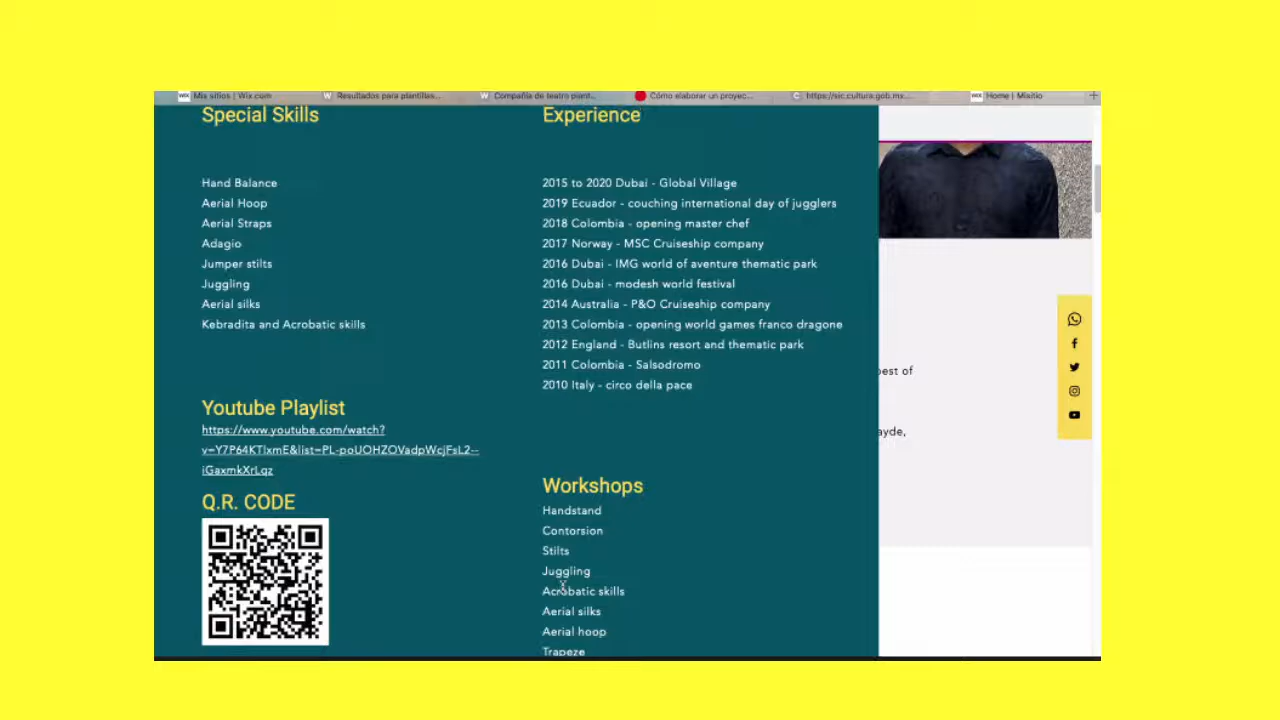 Mis sitios | Wix.com
Resultados para plantillas...
Compañía de teatro plant...
Cómo elaborar un proyec...
https://sic.cultura.gob.mx...
Home | Mixitio
Special Skills
Hand Balance
Aerial Hoop
Aerial Straps
Adagio
Jumper stilts
Juggling
Aerial silks
Kebradita and Acrobatic skills
Youtube Playlist
https://www.youtube.com/watch?
v=Y7P64KTlxmE&list=PL-poUOHZOVadpWcjFsL2--
iGaxmkXrLqz
Q.R. CODE
Experience
2015 to 2020 Dubai - Global Village
2019 Ecuador - couching international day of jugglers
2018 Colombia - opening master chef
2017 Norway - MSC Cruiseship company
2016 Dubai - IMG world of aventure thematic park
2016 Dubai - modesh world festival
2014 Australia - P&O Cruiseship company
2013 Colombia - opening world games franco dragone
2012 England - Butlins resort and thematic park
2011 Colombia - Salsodromo
2010 Italy - circo della pace
Workshops
Handstand
Contorsion
Stilts
Juggling
Acrobatic skills
Aerial silks
Aerial hoop
Trapeze
of